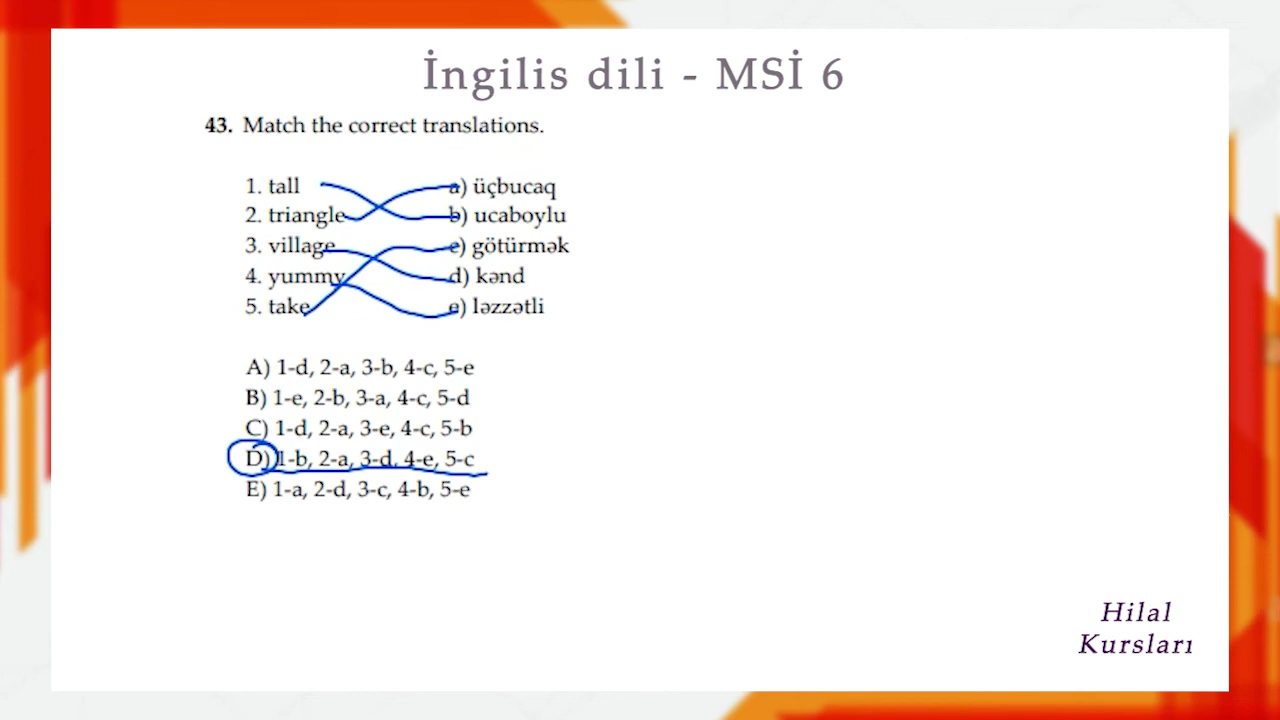 İngilis dili - MSİ 6
43. Match the correct translations.
1. tall a) üçbucaq
2. triangle b) ucaboylu
3. village c) götürmək
4. yummy d) kənd
5. take e) ləzzətli
A) 1-d, 2-a, 3-b, 4-c, 5-e
B) 1-e, 2-b, 3-a, 4-c, 5-d
C) 1-d, 2-a, 3-e, 4-c, 5-b
D) 1-b, 2-a, 3-d, 4-e, 5-c
E) 1-a, 2-d, 3-c, 4-b, 5-e
Hilal
Kursları